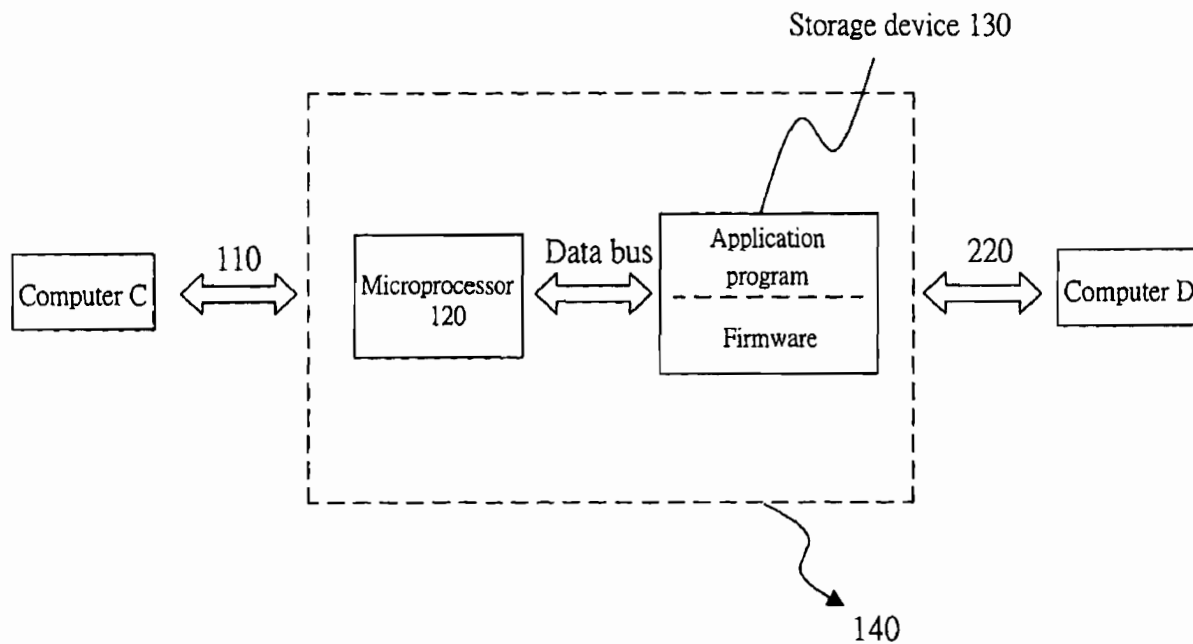 Storage device 130
Computer C
110
Microprocessor
120
Data bus
Application
program
Firmware
220
Computer D
140